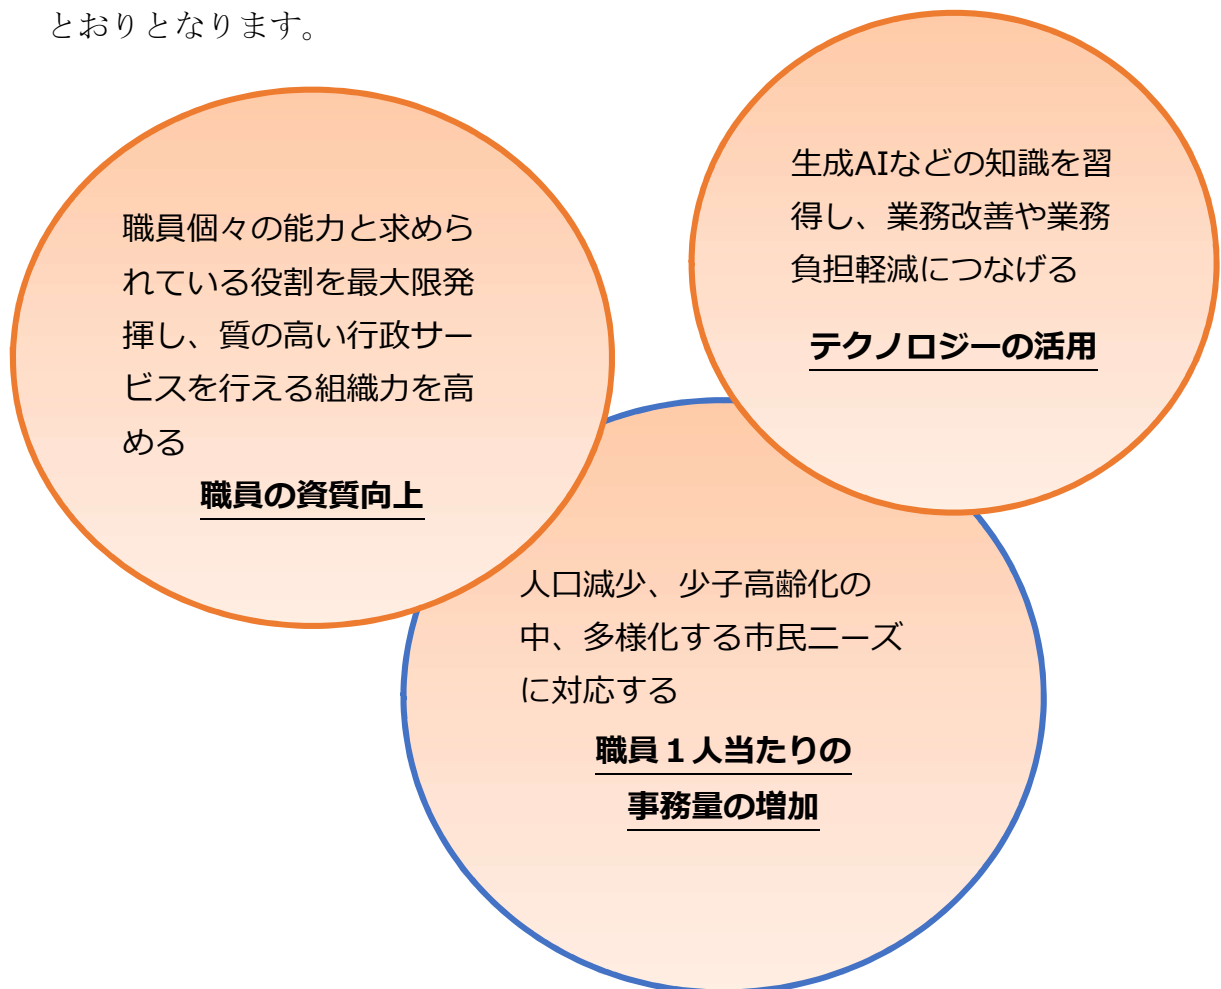 とおりとなります。
職員個々の能力と求めら
れている役割を最大限発
揮し、質の高い行政サー
ビスを行える組織力を高
める
職員の資質向上
生成AIなどの知識を習
得し、業務改善や業務
負担軽減につなげる
テクノロジーの活用
人口減少、少子高齢化の
中、多様化する市民ニーズ
に対応する
職員１人当たりの
事務量の増加